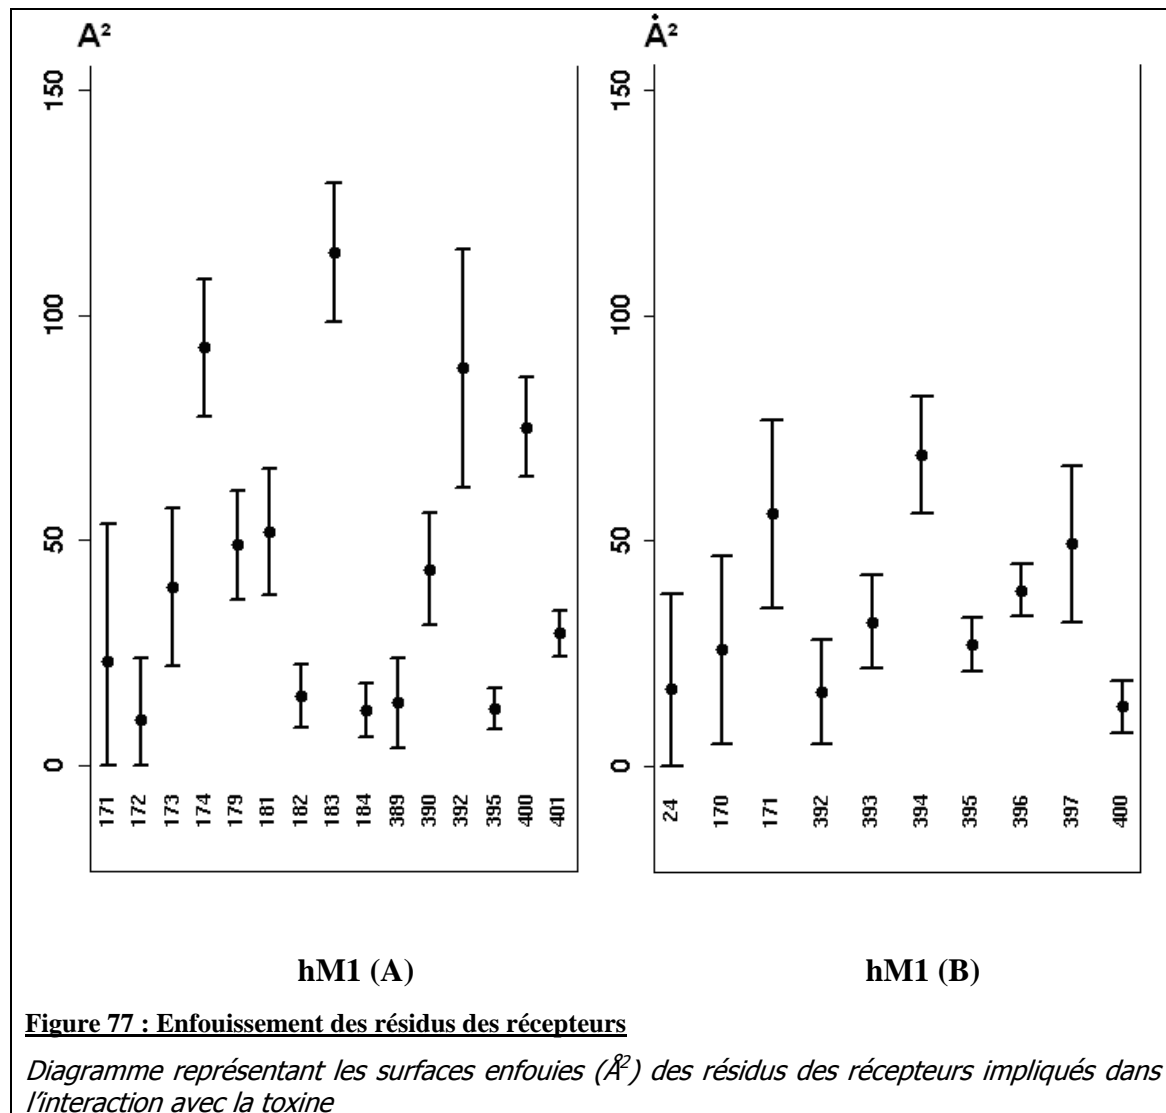 A² Å²
150 150
100 100
50 50
0 0
171 172 173 174 179 181 182 183 184 389 390 392 395 400 401
24 170 171 392 393 394 395 396 397 400
hM1 (A) hM1 (B)
Figure 77 : Enfouissement des résidus des récepteurs
Diagramme représentant les surfaces enfouies (Å²) des résidus des récepteurs impliqués dans
l'interaction avec la toxine